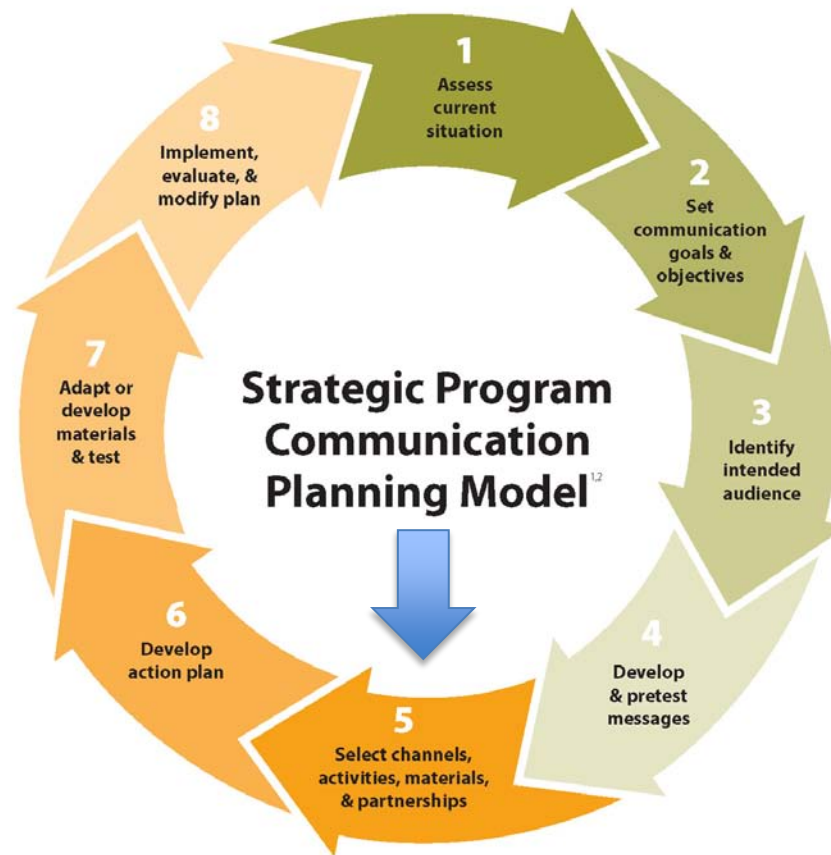 1
Assess
current
situation
2
Set
communication
goals &
objectives
3
Identify
intended
audience
4
Develop
& pretest
messages
5
Select channels,
activities, materials,
& partnerships
6
Develop
action plan
7
Adapt or
develop
materials
& test
8
Implement,
evaluate, &
modify plan
Strategic Program
Communication
Planning Model1,2